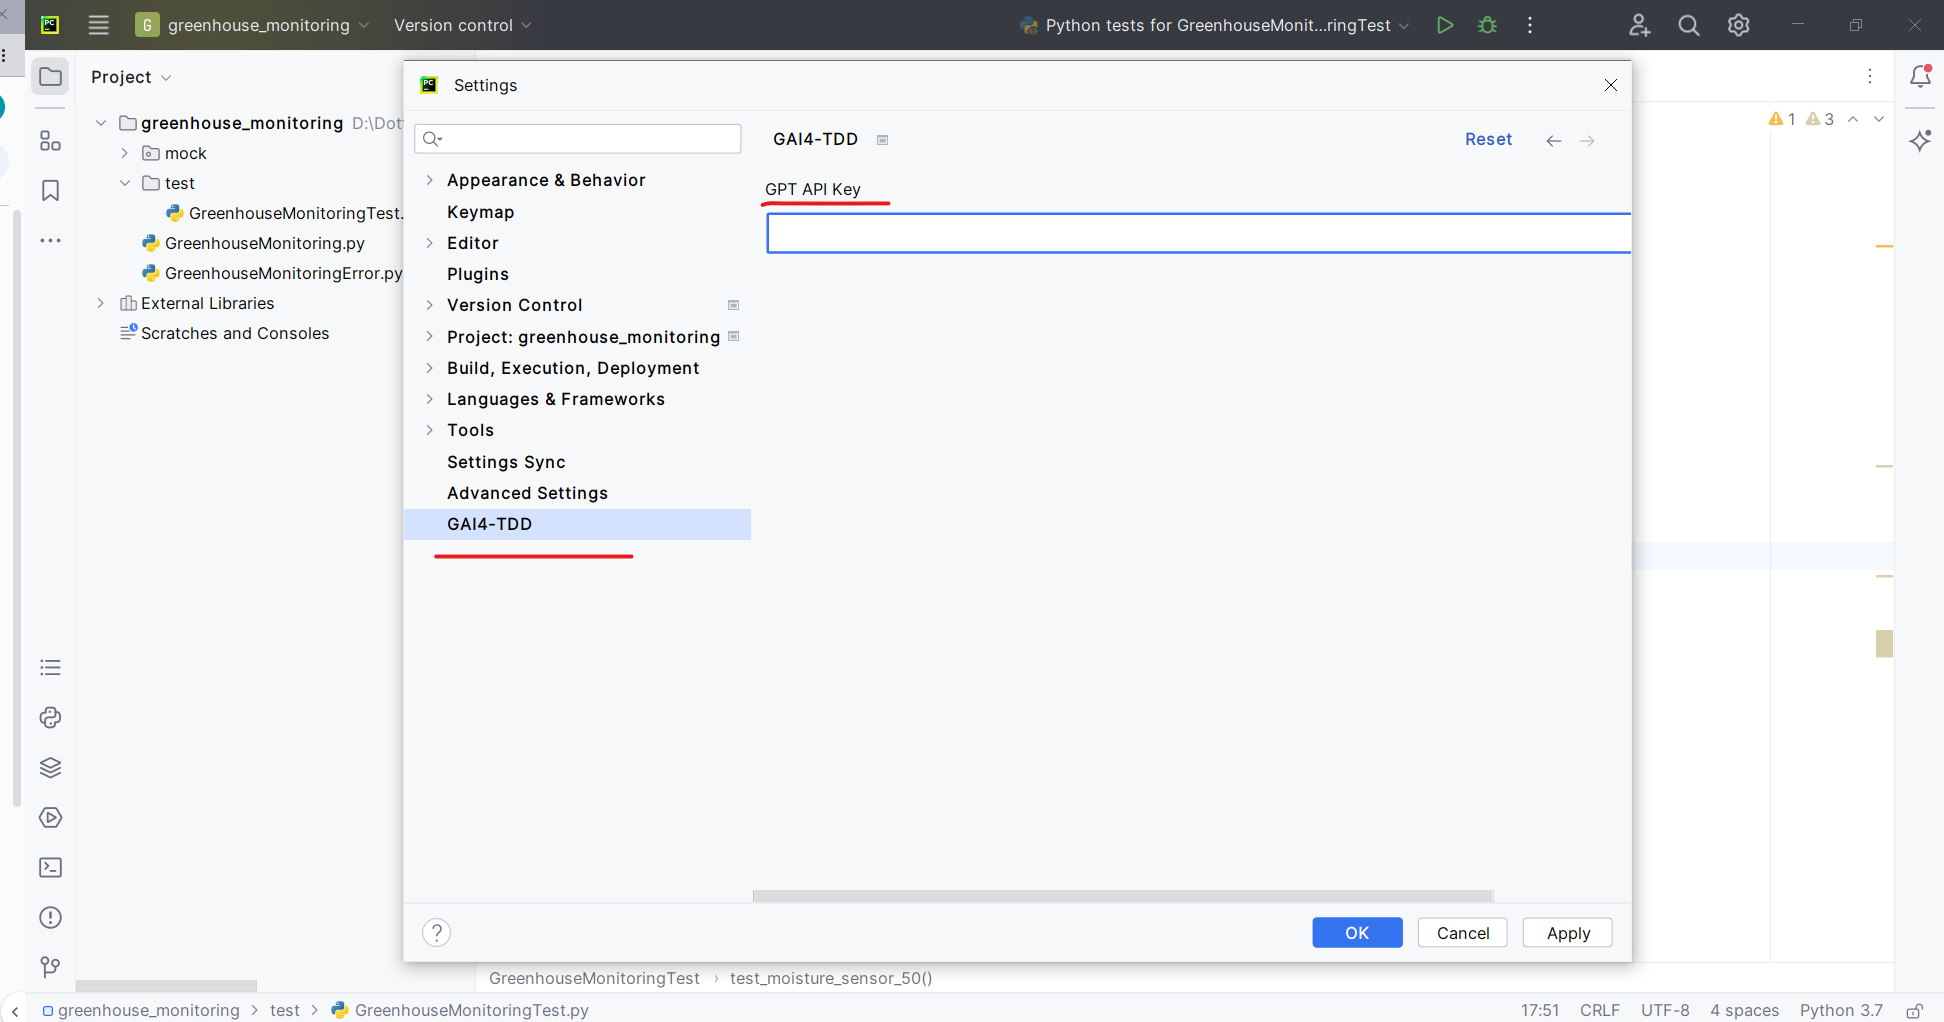 PC
G greenhouse_monitoring Version control
Python tests for GreenhouseMonit...ringTest
Project
greenhouse_monitoring D:\Dot
mock
test
GreenhouseMonitoringTest.
GreenhouseMonitoring.py
GreenhouseMonitoringError.py
External Libraries
Scratches and Consoles
PC Settings
Appearance & Behavior
Keymap
Editor
Plugins
Version Control
Project: greenhouse_monitoring
Build, Execution, Deployment
Languages & Frameworks
Tools
Settings Sync
Advanced Settings
GAI4-TDD
GAI4-TDD
Reset
GPT API Key
1 3
? OK Cancel Apply
GreenhouseMonitoringTest › test_moisture_sensor_50()
greenhouse_monitoring > test > GreenhouseMonitoringTest.py
17:51 CRLF UTF-8 4 spaces Python 3.7